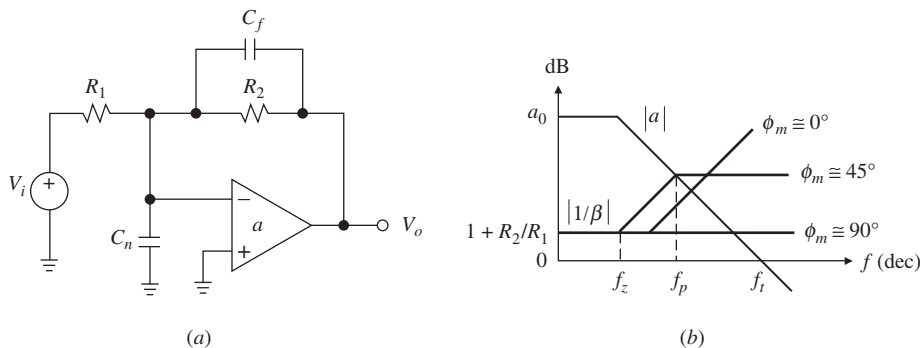 C_f
R_1
R_2
V_i
+
−
a
+
C_n
V_o
(a)
dB
a_0
|a|
ϕ_m ≅ 0°
ϕ_m ≅ 45°
|1/β|
1 + R_2/R_1
ϕ_m ≅ 90°
0
f (dec)
f_z
f_p
f_t
(b)